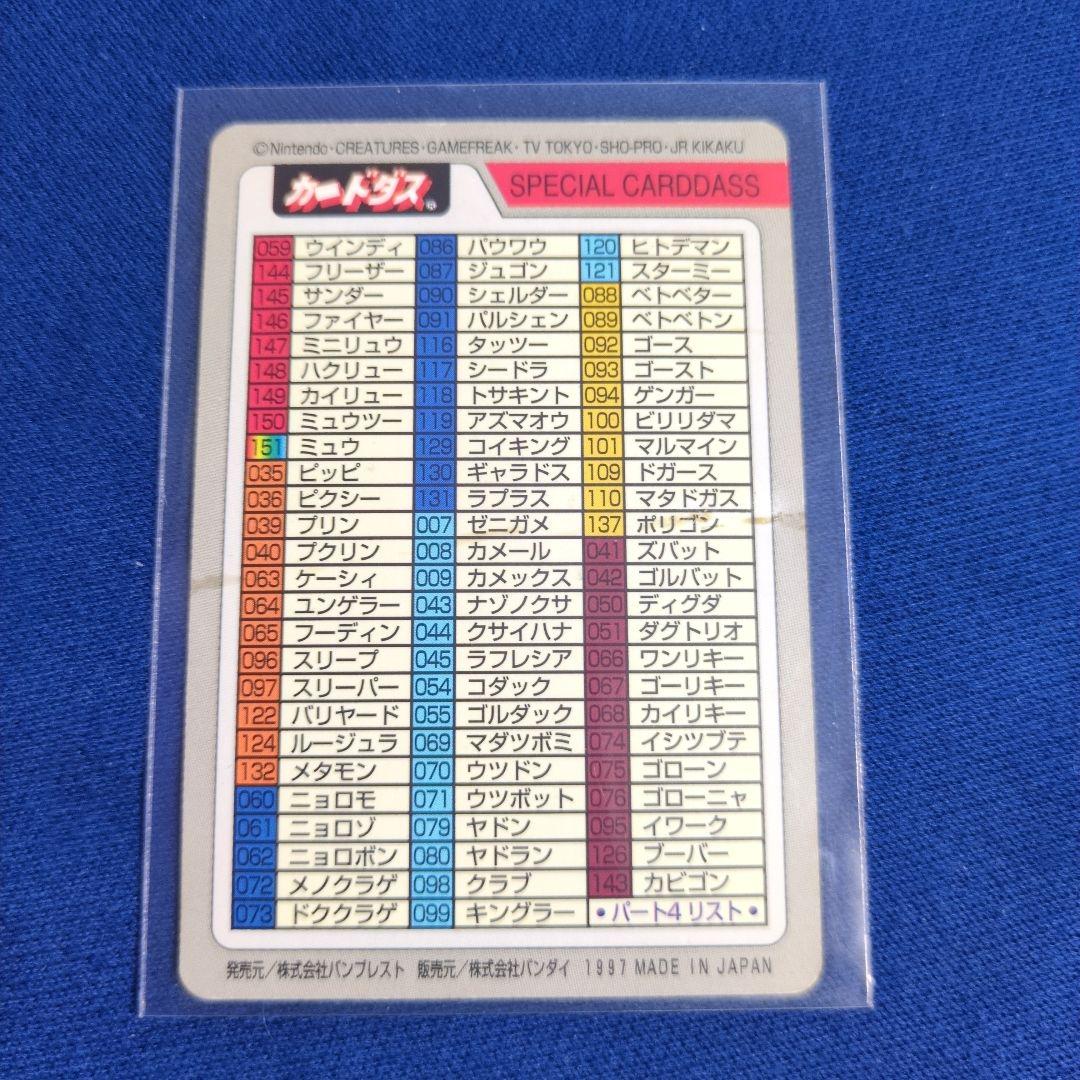 ©Nintendo・CREATURES・GAMEFREAK・TV TOKYO・SHO-PRO・JR KIKAKU
カードダス® SPECIAL CARDDASS
059 ウインディ 086 パウワウ 120 ヒトデマン
144 フリーザー 087 ジュゴン 121 スターミー
145 サンダー 090 シェルダー 088 ベトベター
146 ファイヤー 091 パルシェン 089 ベトベトン
147 ミニリュウ 116 タッツー 092 ゴース
148 ハクリュー 117 シードラ 093 ゴースト
149 カイリュー 118 トサキント 094 ゲンガー
150 ミュウツー 119 アズマオウ 100 ビリリダマ
151 ミュウ 129 コイキング 101 マルマイン
035 ピッピ 130 ギャラドス 109 ドガース
036 ピクシー 131 ラプラス 110 マタドガス
039 プリン 007 ゼニガメ 137 ポリゴン
040 プクリン 008 カメール 041 ズバット
063 ケーシィ 009 カメックス 042 ゴルバット
064 ユンゲラー 043 ナゾノクサ 050 ディグダ
065 フーディン 044 クサイハナ 051 ダグトリオ
096 スリープ 045 ラフレシア 066 ワンリキー
097 スリーパー 054 コダック 067 ゴーリキー
122 バリヤード 055 ゴルダック 068 カイリキー
124 ルージュラ 069 マダツボミ 074 イシツブテ
132 メタモン 070 ウツドン 075 ゴローン
060 ニョロモ 071 ウツボット 076 ゴローニャ
061 ニョロゾ 079 ヤドン 095 イワーク
062 ニョロボン 080 ヤドラン 126 ブーバー
072 メノクラゲ 098 クラブ 143 カビゴン
073 ドククラゲ 099 キングラー •パート4 リスト•
発売元／株式会社バンプレスト 販売元／株式会社バンダイ 1997 MADE IN JAPAN